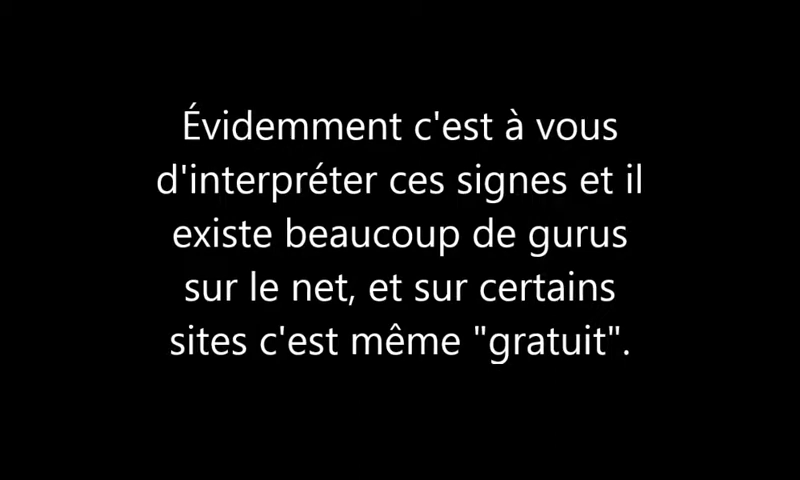 Évidemment c'est à vous
d'interpréter ces signes et il
existe beaucoup de gurus
sur le net, et sur certains
sites c'est même "gratuit".